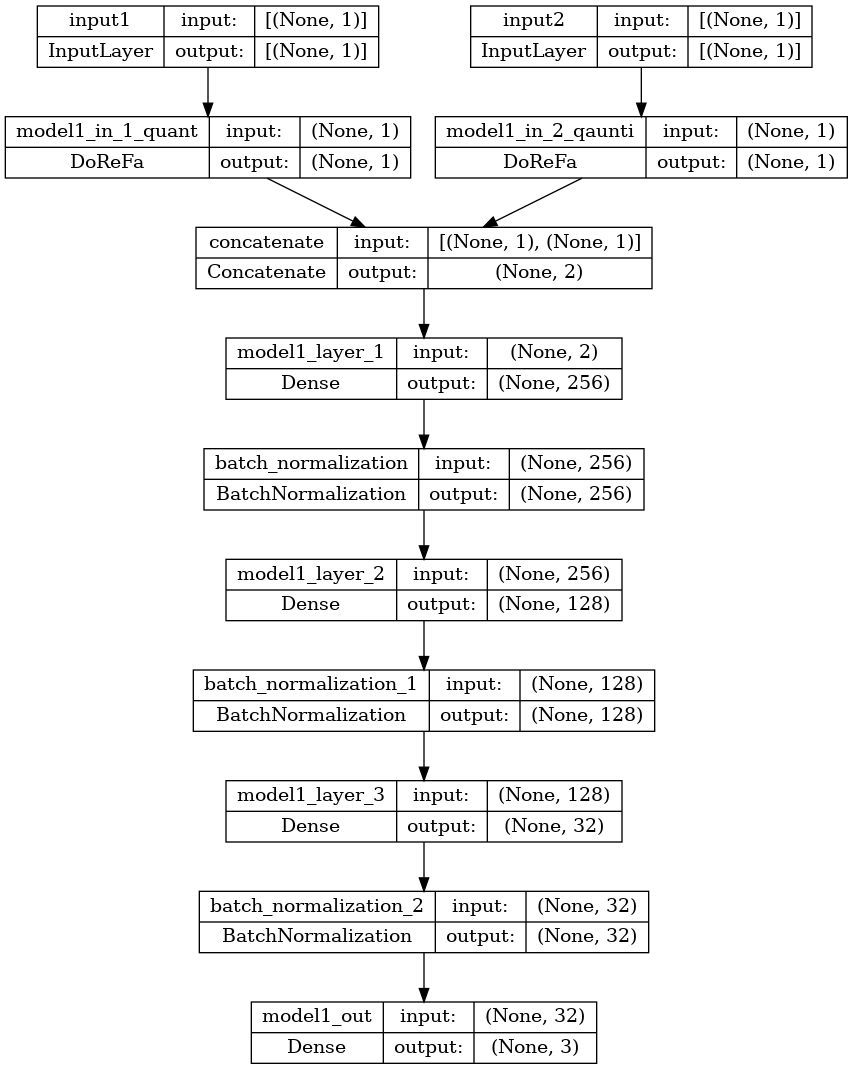 input1 input: [(None, 1)]
InputLayer output: [(None, 1)]
input2 input: [(None, 1)]
InputLayer output: [(None, 1)]
model1_in_1_quant input: (None, 1)
DoReFa output: (None, 1)
model1_in_2_qaunti input: (None, 1)
DoReFa output: (None, 1)
concatenate input: [(None, 1), (None, 1)]
Concatenate output: (None, 2)
model1_layer_1 input: (None, 2)
Dense output: (None, 256)
batch_normalization input: (None, 256)
BatchNormalization output: (None, 256)
model1_layer_2 input: (None, 256)
Dense output: (None, 128)
batch_normalization_1 input: (None, 128)
BatchNormalization output: (None, 128)
model1_layer_3 input: (None, 128)
Dense output: (None, 32)
batch_normalization_2 input: (None, 32)
BatchNormalization output: (None, 32)
model1_out input: (None, 32)
Dense output: (None, 3)